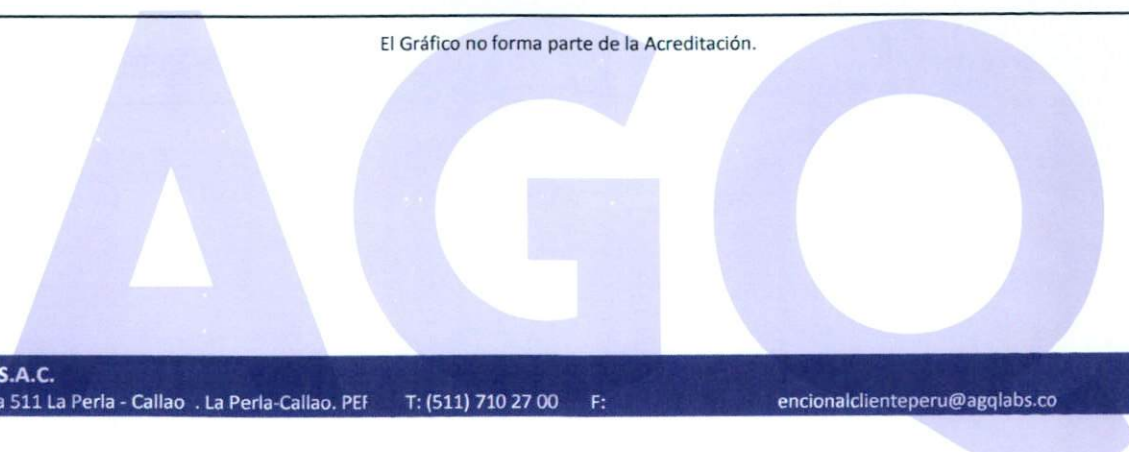 El Gráfico no forma parte de la Acreditación.
AGQ
S.A.C.
a 511 La Perla - Callao . La Perla-Callao. PEF T: (511) 710 27 00 F: encionalclienteperu@agqlabs.co